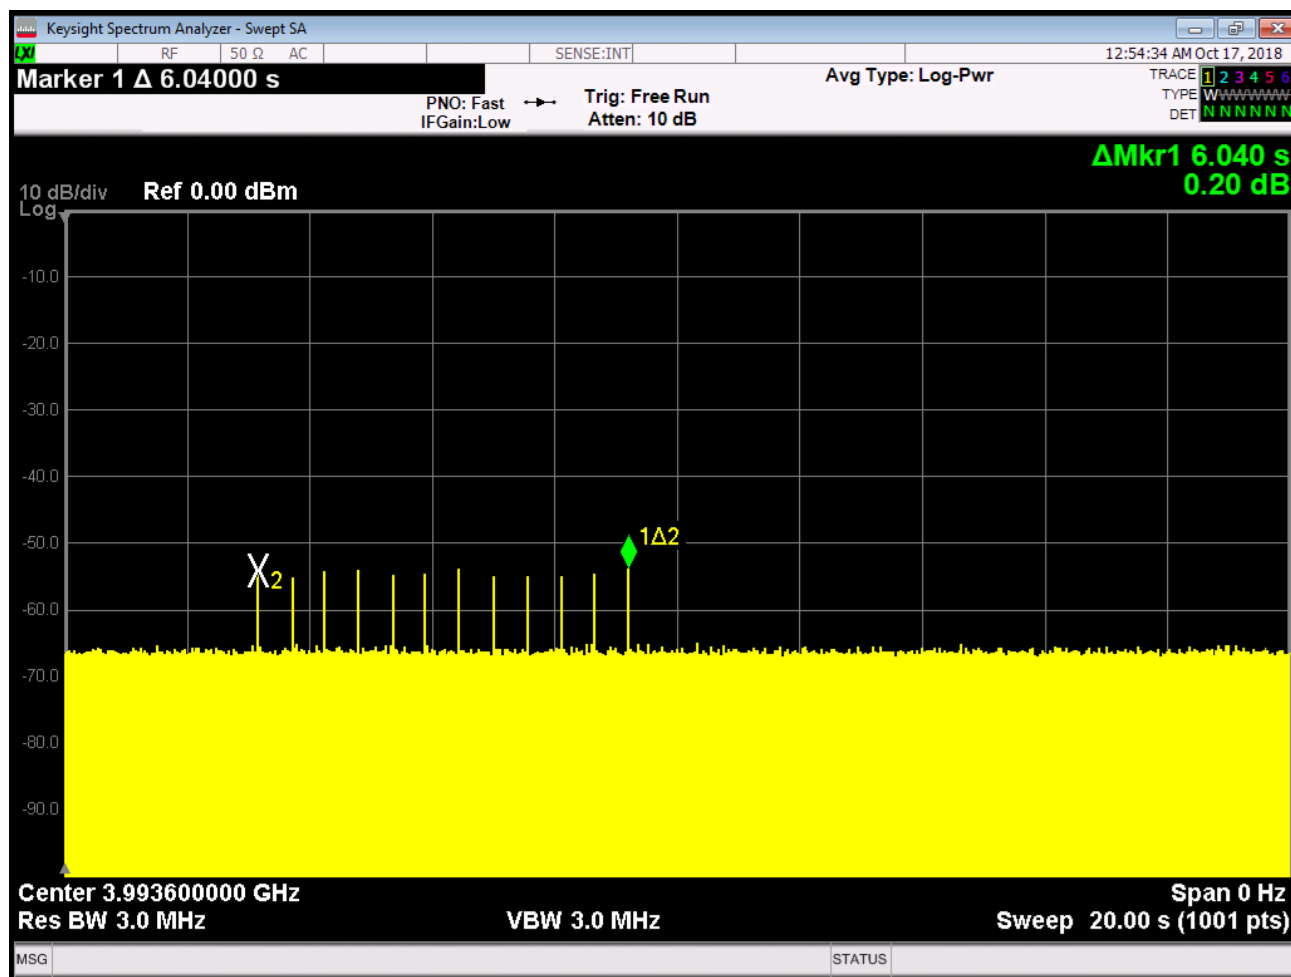 Keysight Spectrum Analyzer - Swept SA
LXI RF 50 Ω AC SENSE:INT 12:54:34 AM Oct 17, 2018
Marker 1 Δ 6.04000 s
Avg Type: Log-Pwr
TRACE 1 2 3 4 5 6
PNO: Fast Trig: Free Run
TYPE W W W W W W
IFGain:Low Atten: 10 dB
DET N N N N N N
ΔMkr1 6.040 s
0.20 dB
10 dB/div Ref 0.00 dBm
Log
-10.0
-20.0
-30.0
-40.0
-50.0
1Δ2
X2
-60.0
-70.0
-80.0
-90.0
Center 3.993600000 GHz Span 0 Hz
Res BW 3.0 MHz VBW 3.0 MHz Sweep 20.00 s (1001 pts)
MSG STATUS